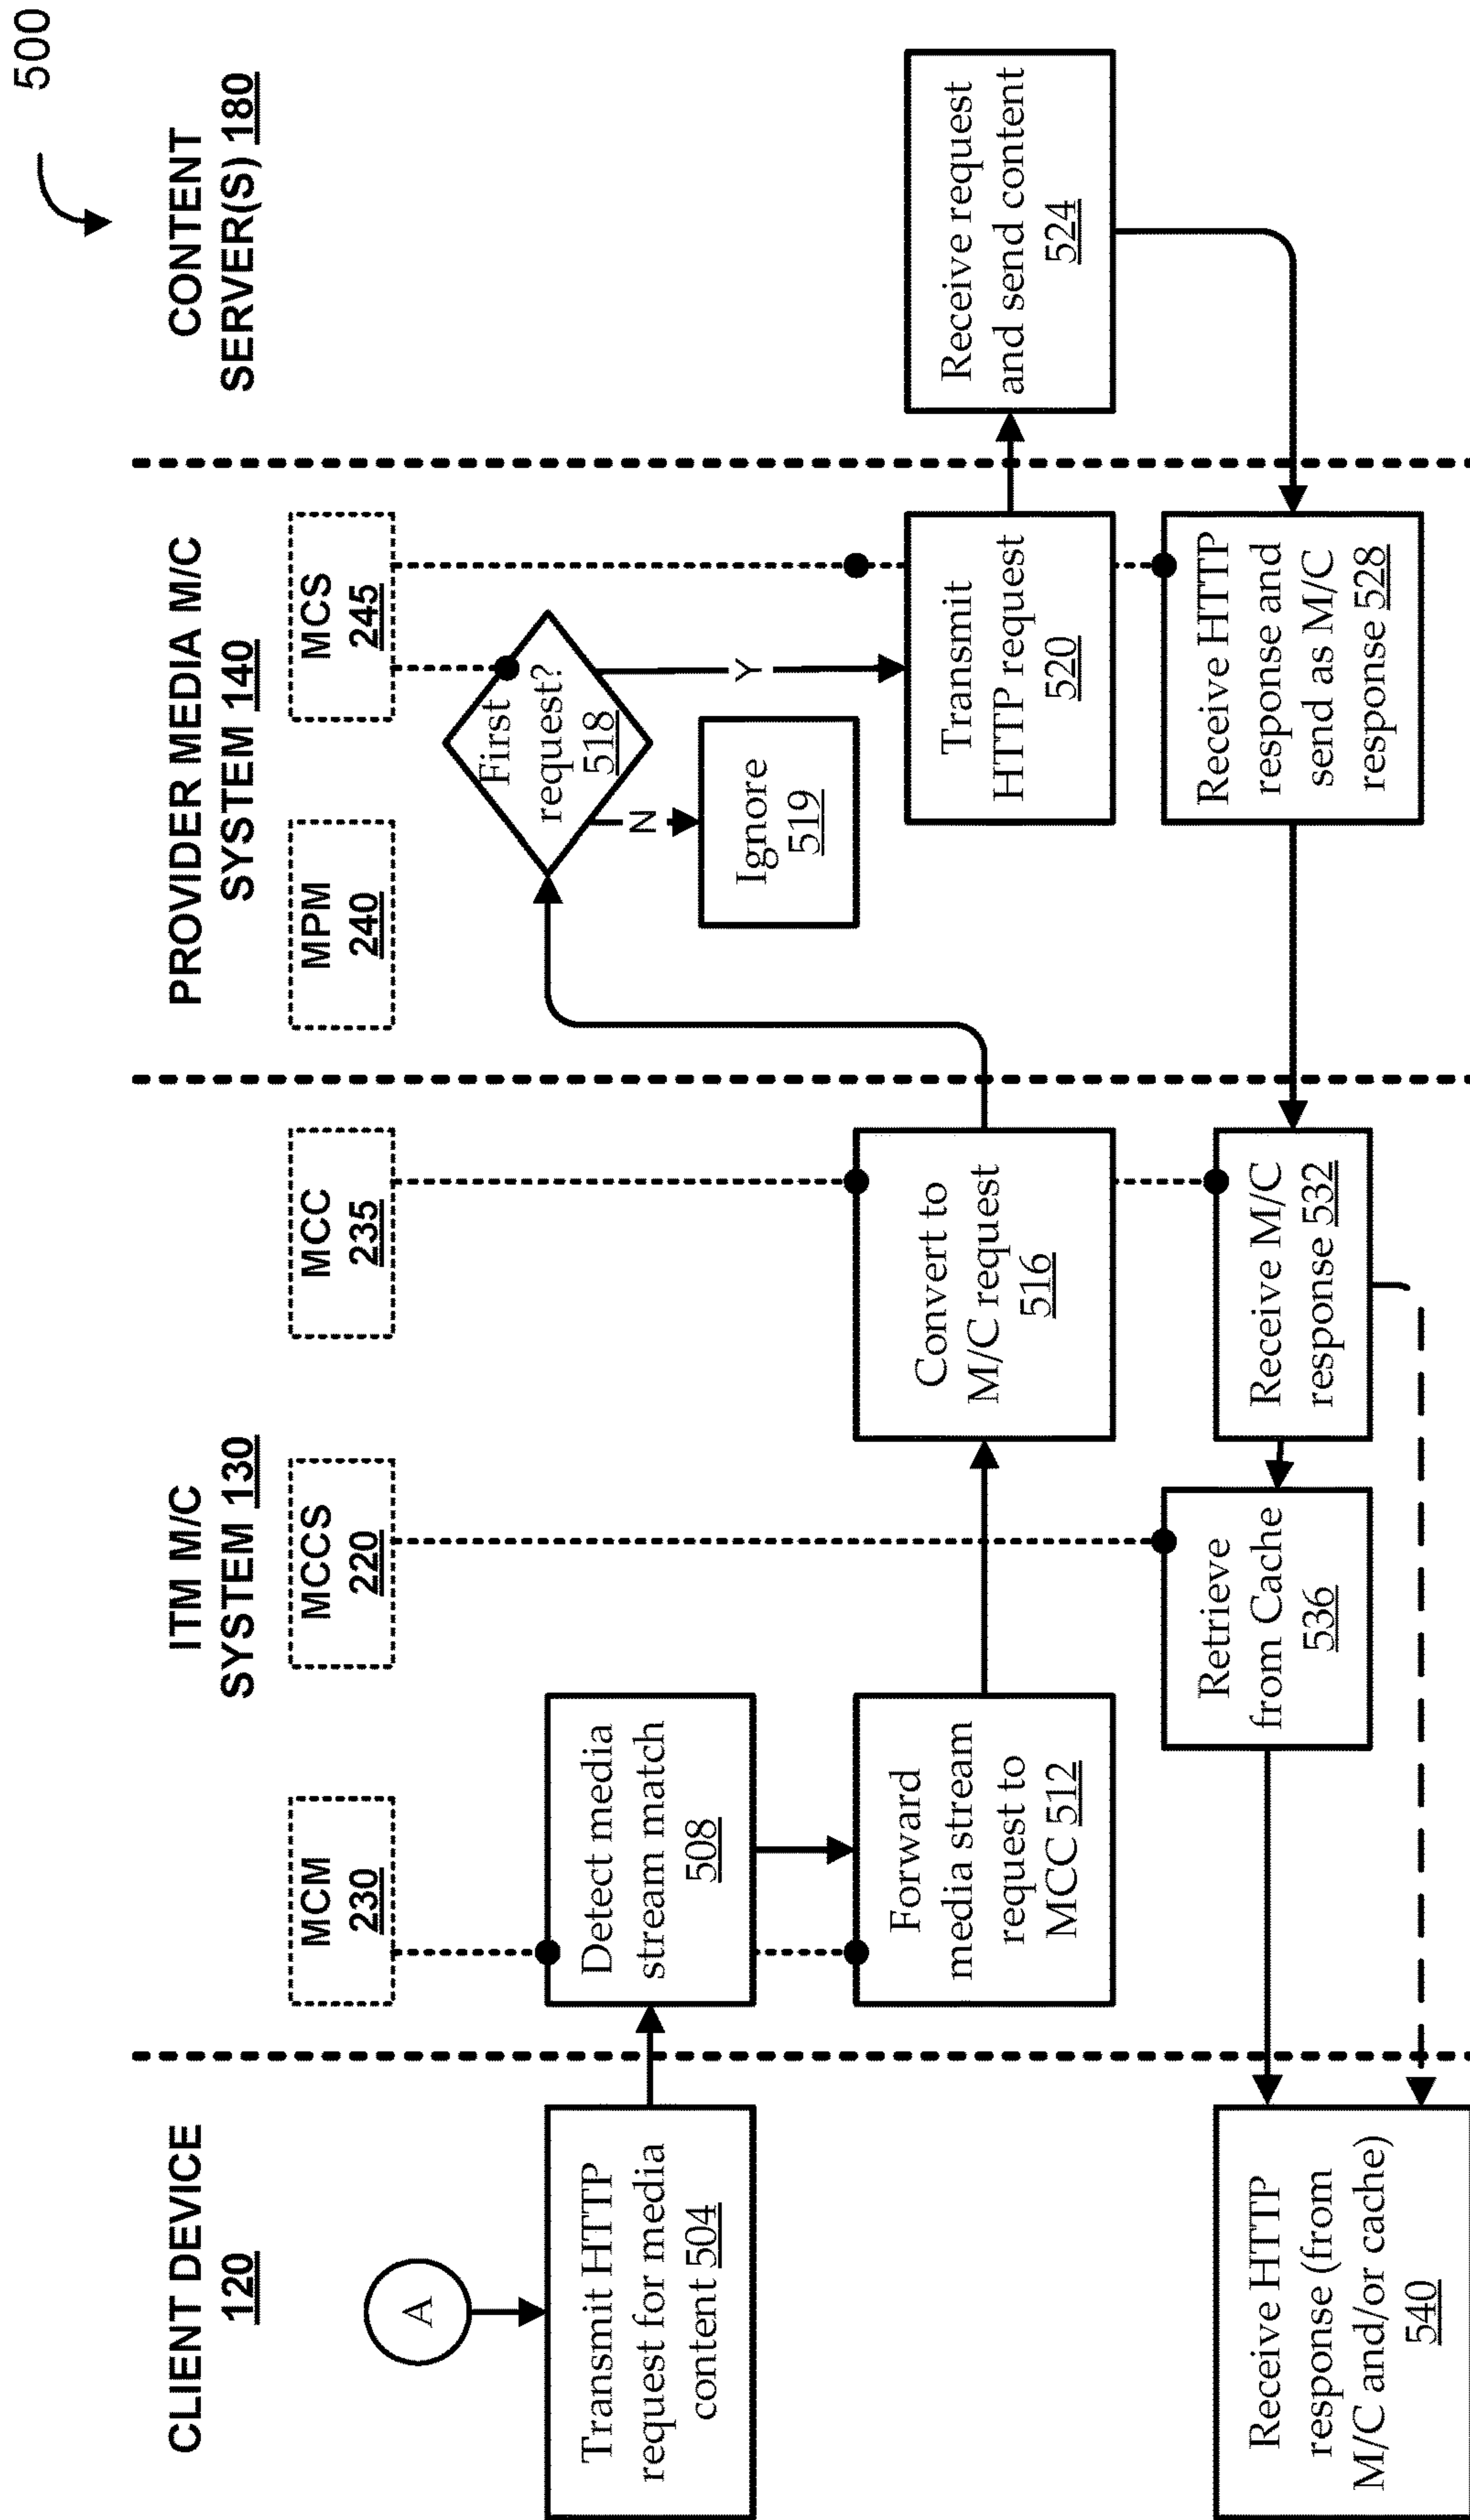 500
CLIENT DEVICE
120
ITM M/C
SYSTEM 130
PROVIDER MEDIA M/C
SYSTEM 140
CONTENT
SERVER(S) 180
MCM
230
MCCS
220
MCC
235
MPM
240
MCS
245
A
Transmit HTTP
request for media
content 504
Detect media
stream match
508
Forward
media stream
request to
MCC 512
Convert to
M/C request
516
First
request?
518
N
Y
Ignore
519
Transmit
HTTP request
520
Receive request
and send content
524
Receive HTTP
response and
send as M/C
response 528
Receive M/C
response 532
Retrieve
from Cache
536
Receive HTTP
response (from
M/C and/or cache)
540